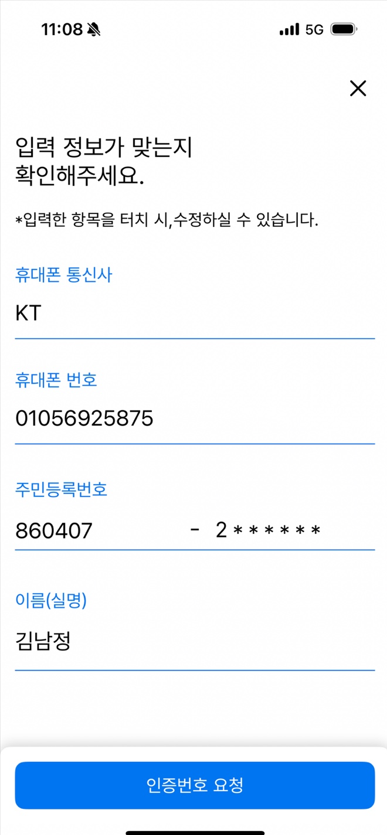 11:08
5G
입력 정보가 맞는지
확인해주세요.
*입력한 항목을 터치 시,수정하실 수 있습니다.
휴대폰 통신사
KT
휴대폰 번호
01056925875
주민등록번호
860407 - 2******
이름(실명)
김남정
인증번호 요청